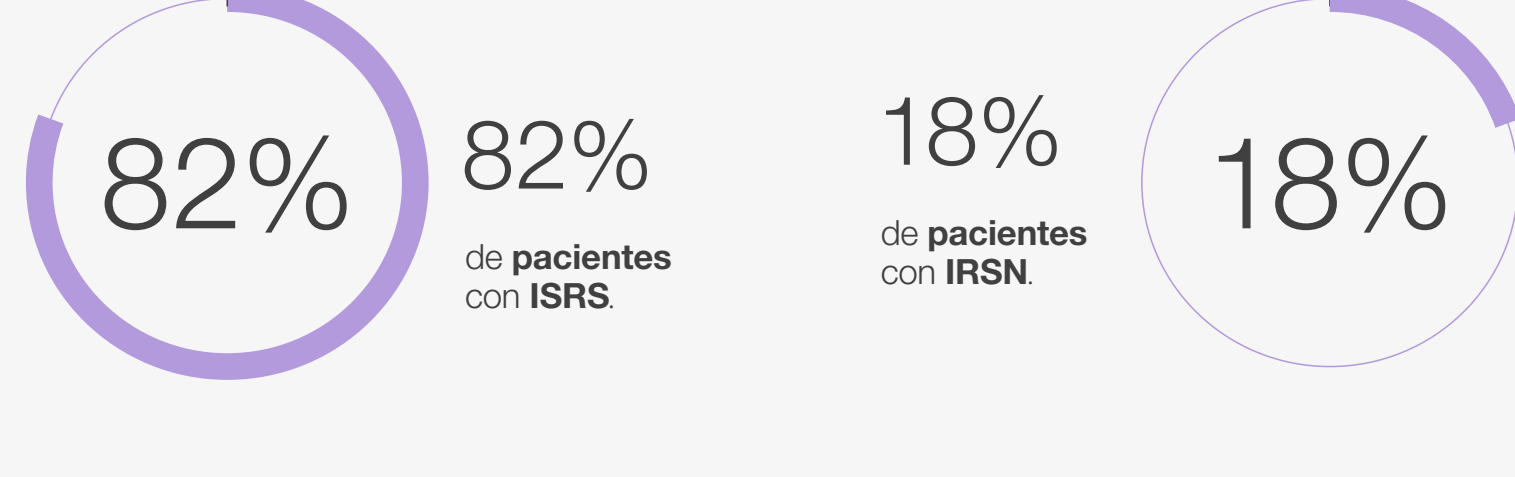 82%
82%
de pacientes
con ISRS.
18%
de pacientes
con IRSN.
18%